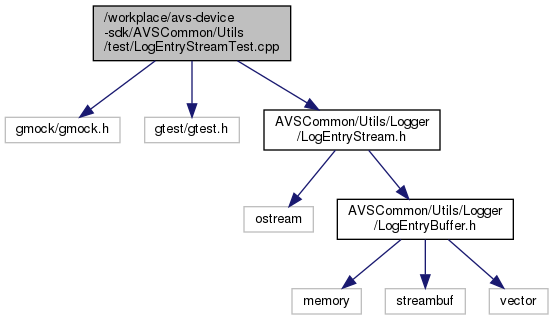 /workplace/avs-device
-sdk/AVSCommon/Utils
/test/LogEntryStreamTest.cpp
gmock/gmock.h
gtest/gtest.h
AVSCommon/Utils/Logger
/LogEntryStream.h
ostream
AVSCommon/Utils/Logger
/LogEntryBuffer.h
memory
streambuf
vector